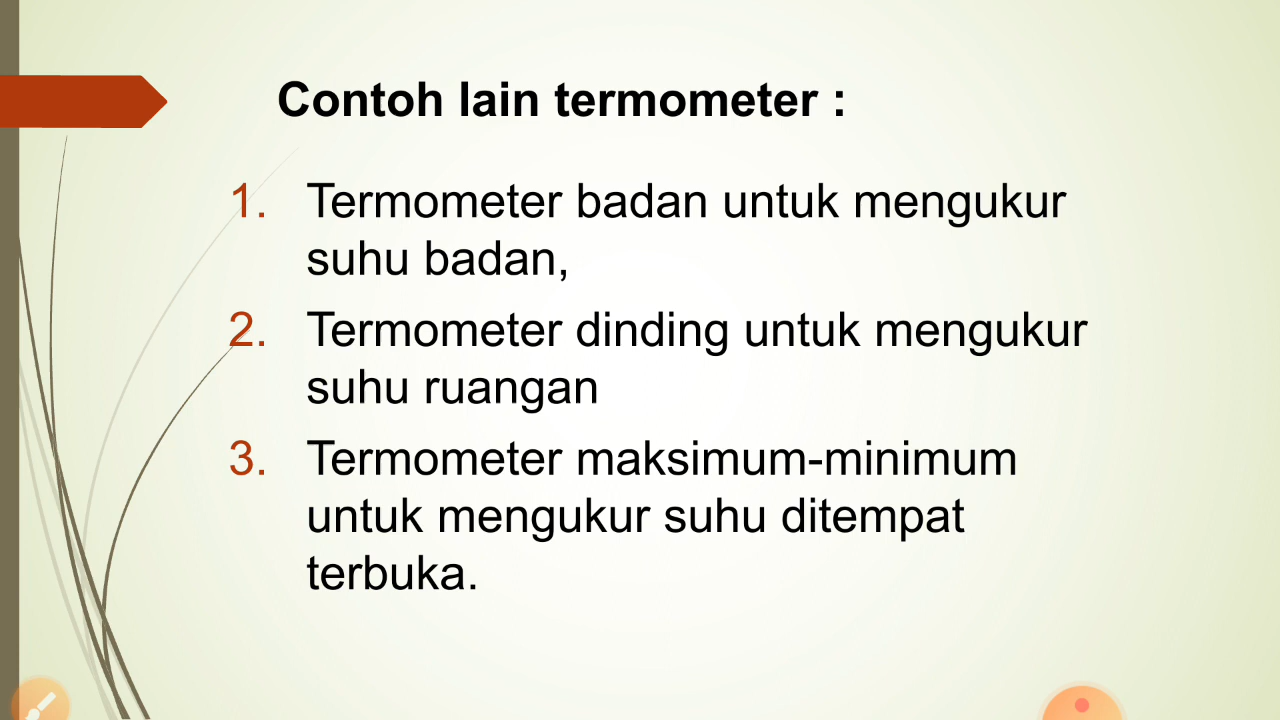 Contoh lain termometer :
1. Termometer badan untuk mengukur
suhu badan,
2. Termometer dinding untuk mengukur
suhu ruangan
3. Termometer maksimum-minimum
untuk mengukur suhu ditempat
terbuka.